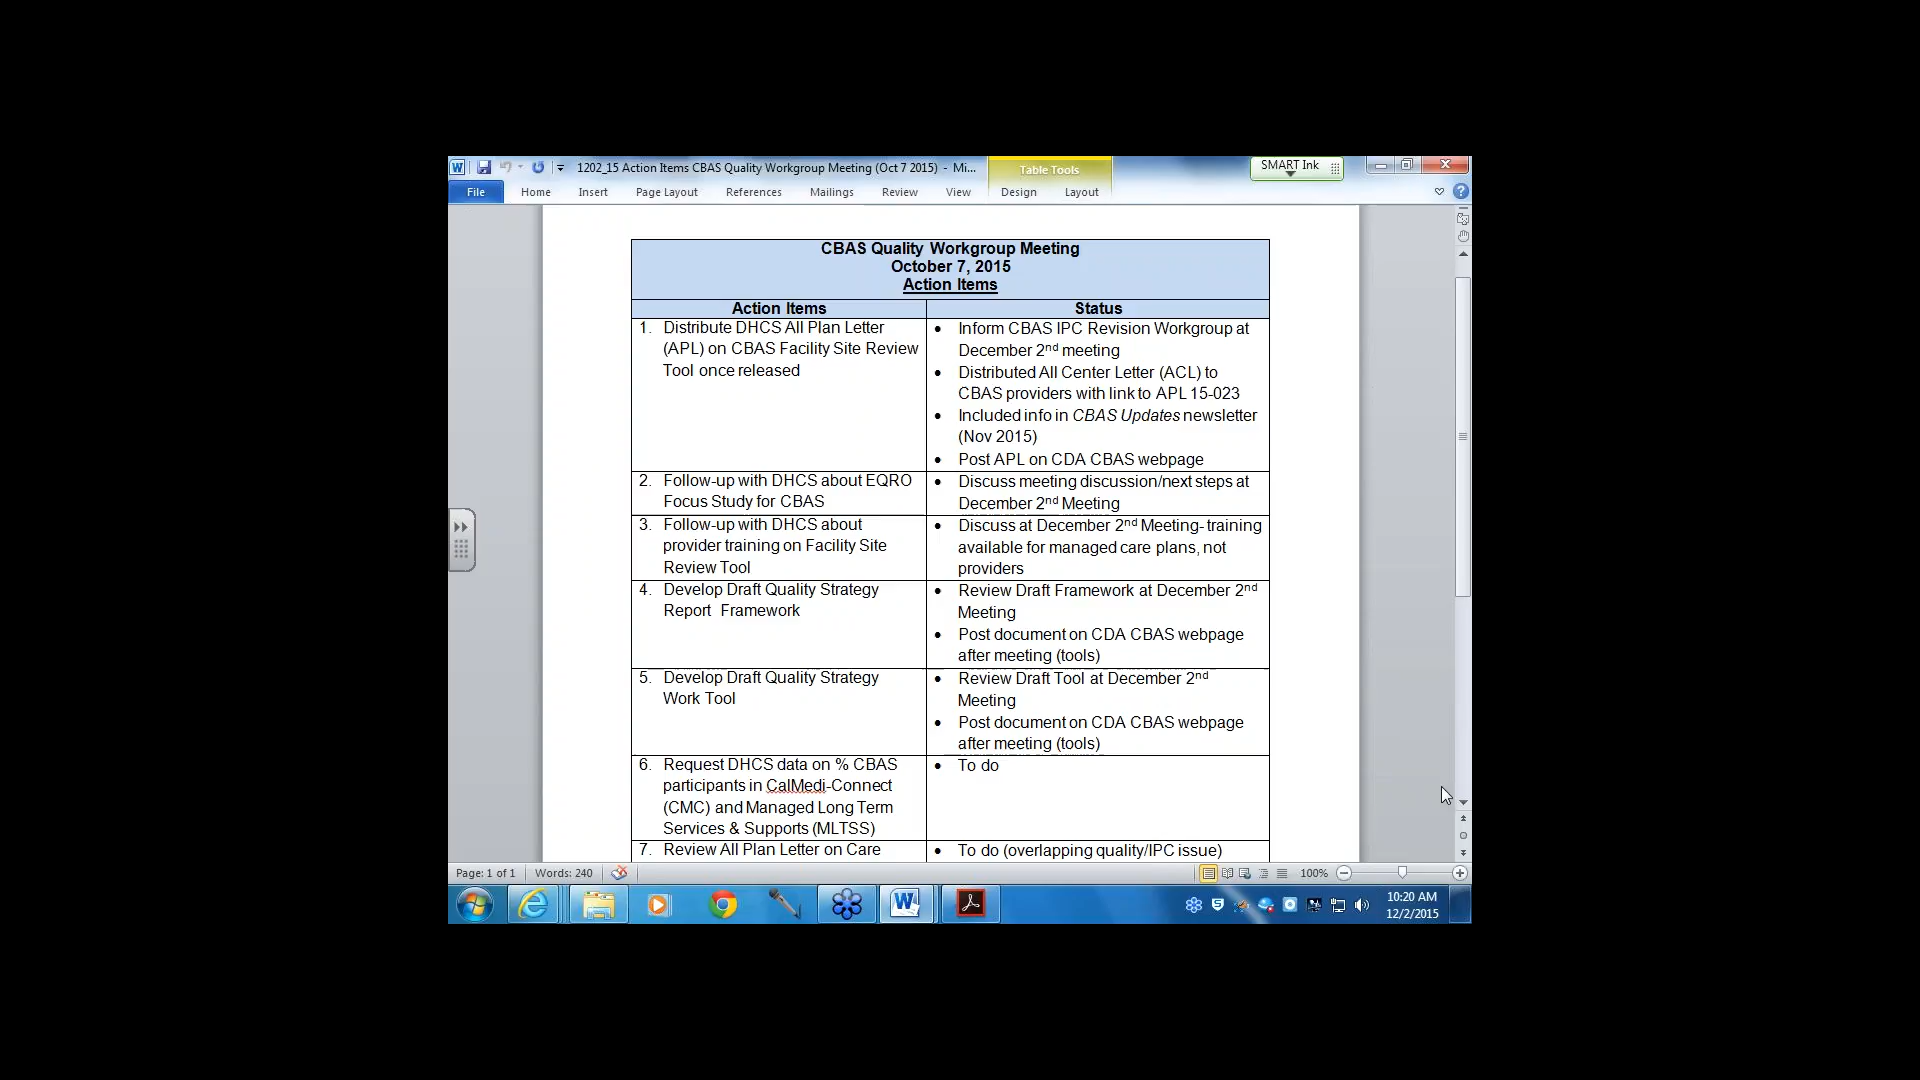 1202_15 Action Items CBAS Quality Workgroup Meeting (Oct 7 2015) - Mi...
Table Tools
SMART Ink
File Home Insert Page Layout References Mailings Review View Design Layout
CBAS Quality Workgroup Meeting
October 7, 2015
Action Items
Action Items
Status
1. Distribute DHCS All Plan Letter
(APL) on CBAS Facility Site Review
Tool once released
• Inform CBAS IPC Revision Workgroup at
December 2nd meeting
• Distributed All Center Letter (ACL) to
CBAS providers with link to APL 15-023
• Included info in CBAS Updates newsletter
(Nov 2015)
• Post APL on CDA CBAS webpage
2. Follow-up with DHCS about EQRO
Focus Study for CBAS
• Discuss meeting discussion/next steps at
December 2nd Meeting
3. Follow-up with DHCS about
provider training on Facility Site
Review Tool
• Discuss at December 2nd Meeting- training
available for managed care plans, not
providers
4. Develop Draft Quality Strategy
Report Framework
• Review Draft Framework at December 2nd
Meeting
• Post document on CDA CBAS webpage
after meeting (tools)
5. Develop Draft Quality Strategy
Work Tool
• Review Draft Tool at December 2nd
Meeting
• Post document on CDA CBAS webpage
after meeting (tools)
6. Request DHCS data on % CBAS
participants in CalMedi-Connect
(CMC) and Managed Long Term
Services & Supports (MLTSS)
• To do
7. Review All Plan Letter on Care
• To do (overlapping quality/IPC issue)
Page: 1 of 1 Words: 240 100%
10:20 AM
12/2/2015